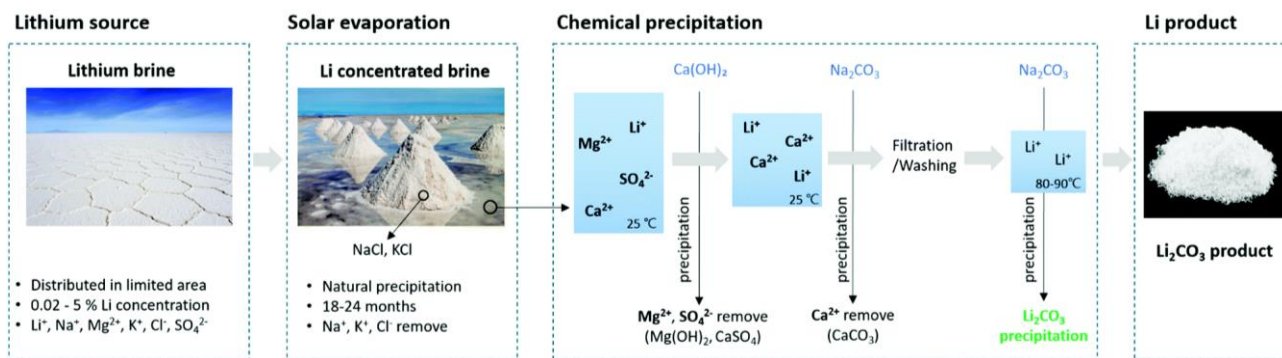 Lithium source
Lithium brine
• Distributed in limited area
• 0.02 - 5 % Li concentration
• Li⁺, Na⁺, Mg²⁺, K⁺, Cl⁻, SO₄²⁻
Solar evaporation
Li concentrated brine
NaCl, KCl
• Natural precipitation
• 18-24 months
• Na⁺, K⁺, Cl⁻ remove
Chemical precipitation
Ca(OH)₂
Na₂CO₃
Na₂CO₃
Mg²⁺
Li⁺
SO₄²⁻
Ca²⁺
25 ℃
precipitation
Mg²⁺, SO₄²⁻ remove
(Mg(OH)₂, CaSO₄)
Li⁺
Ca²⁺
Ca²⁺
Li⁺
25 ℃
precipitation
Ca²⁺ remove
(CaCO₃)
Filtration
/Washing
Li⁺
Li⁺
80-90℃
precipitation
Li₂CO₃
precipitation
Li product
Li₂CO₃ product